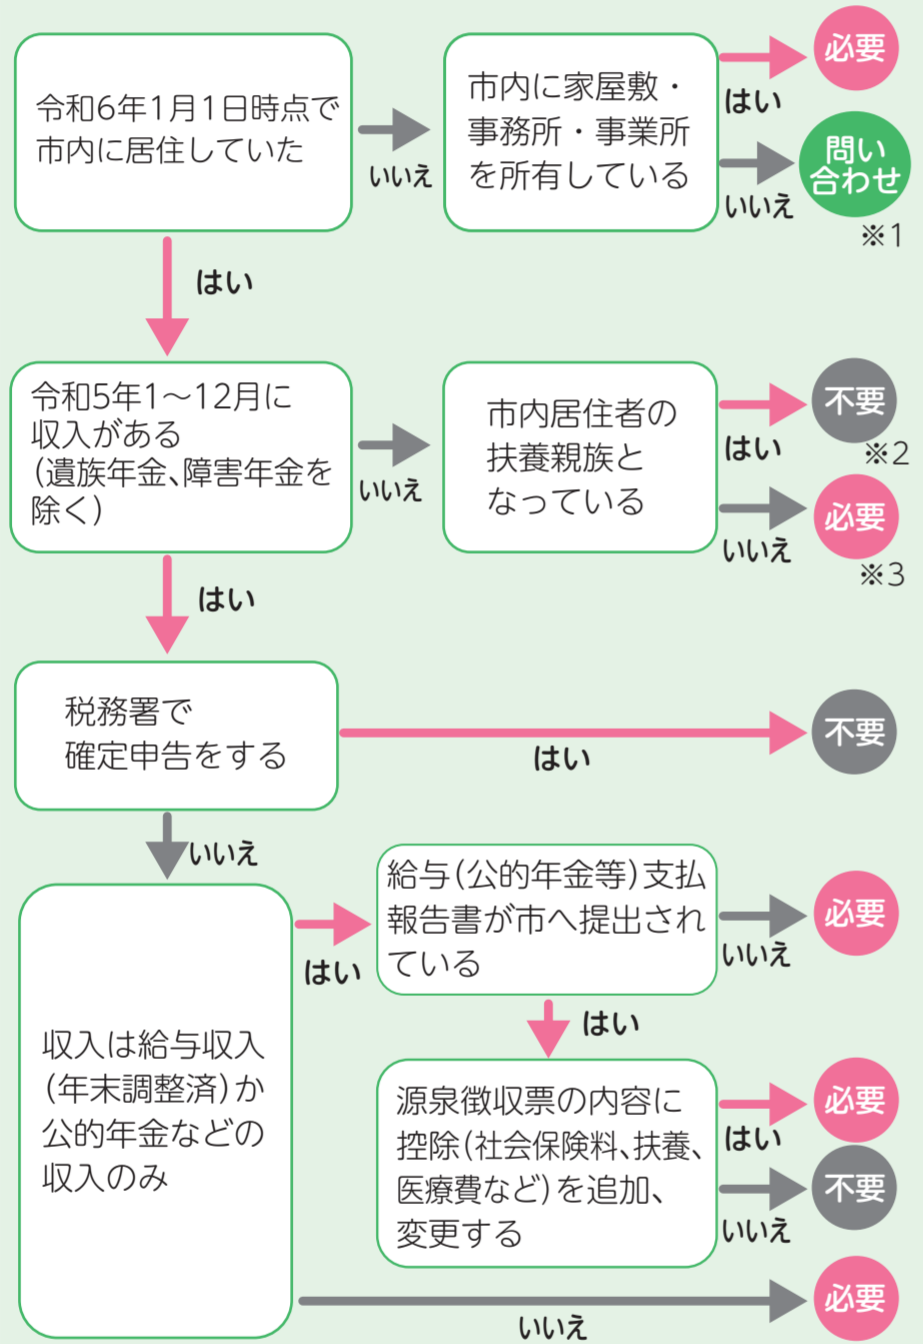 令和6年1月1日時点で
市内に居住していた
いいえ
市内に家屋敷・
事務所・事業所
を所有している
はい
必要
いいえ
問い
合わせ
※1
はい
令和5年1～12月に
収入がある
(遺族年金、障害年金を
除く)
いいえ
市内居住者の
扶養親族と
なっている
はい
不要
※2
いいえ
必要
※3
はい
税務署で
確定申告をする
はい
不要
いいえ
収入は給与収入
(年末調整済)か
公的年金などの
収入のみ
はい
給与(公的年金等)支払
報告書が市へ提出され
ている
いいえ
必要
はい
源泉徴収票の内容に
控除(社会保険料、扶養、
医療費など)を追加、
変更する
はい
必要
いいえ
不要
いいえ
必要